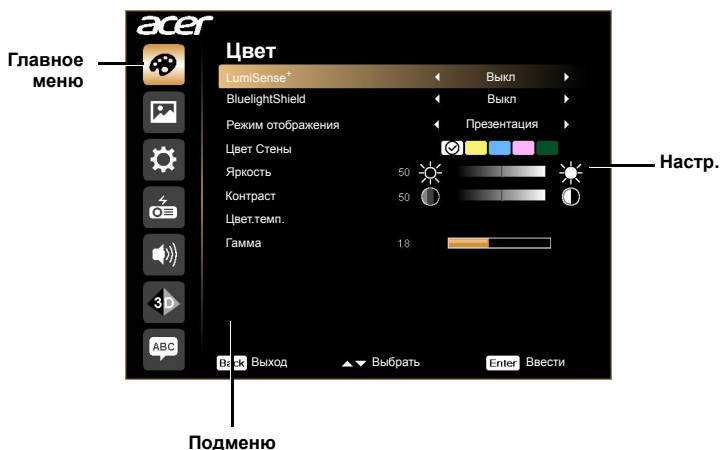 acer
Цвет
Главное
меню
LumiSense+ Выкл
BluelightShield Выкл
Режим отображения Презентация
Цвет Стены
Яркость 50
Настр.
Контраст 50
Цвет.темп.
Гамма 1.8
3D
ABC
Back Выход Выбрать Enter Ввести
Подменю